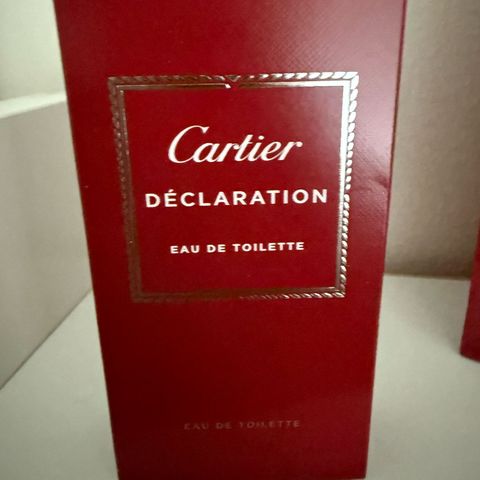 Cartier
DÉCLARATION
EAU DE TOILETTE
EAU DE TOILETTE